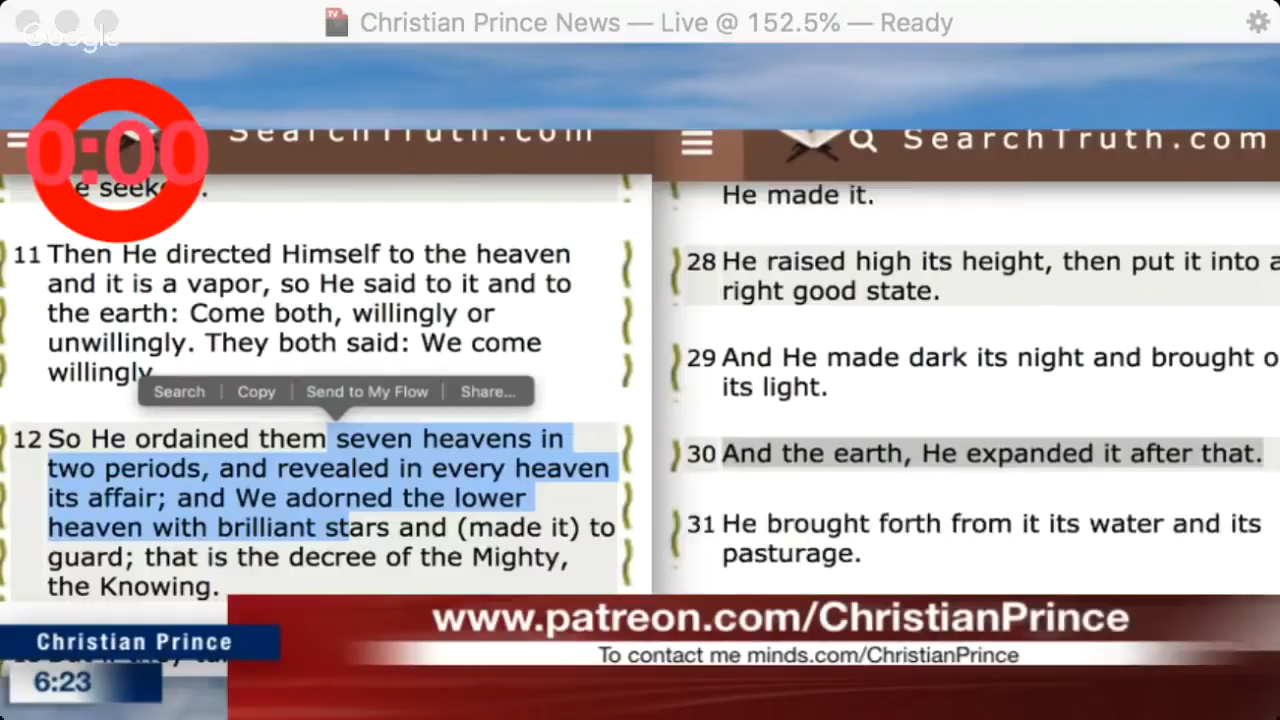 Christian Prince News — Live @ 152.5% — Ready
Google
0:00
SearchTruth.com
11 Then He directed Himself to the heaven
and it is a vapor, so He said to it and to
the earth: Come both, willingly or
unwillingly. They both said: We come
willingly
Search Copy Send to My Flow Share...
12 So He ordained them seven heavens in
two periods, and revealed in every heaven
its affair; and We adorned the lower
heaven with brilliant stars and (made it) to
guard; that is the decree of the Mighty,
the Knowing.
SearchTruth.com
He made it.
28 He raised high its height, then put it into a
right good state.
29 And He made dark its night and brought o
its light.
30 And the earth, He expanded it after that.
31 He brought forth from it its water and its
pasturage.
www.patreon.com/ChristianPrince
To contact me minds.com/ChristianPrince
Christian Prince
6:23